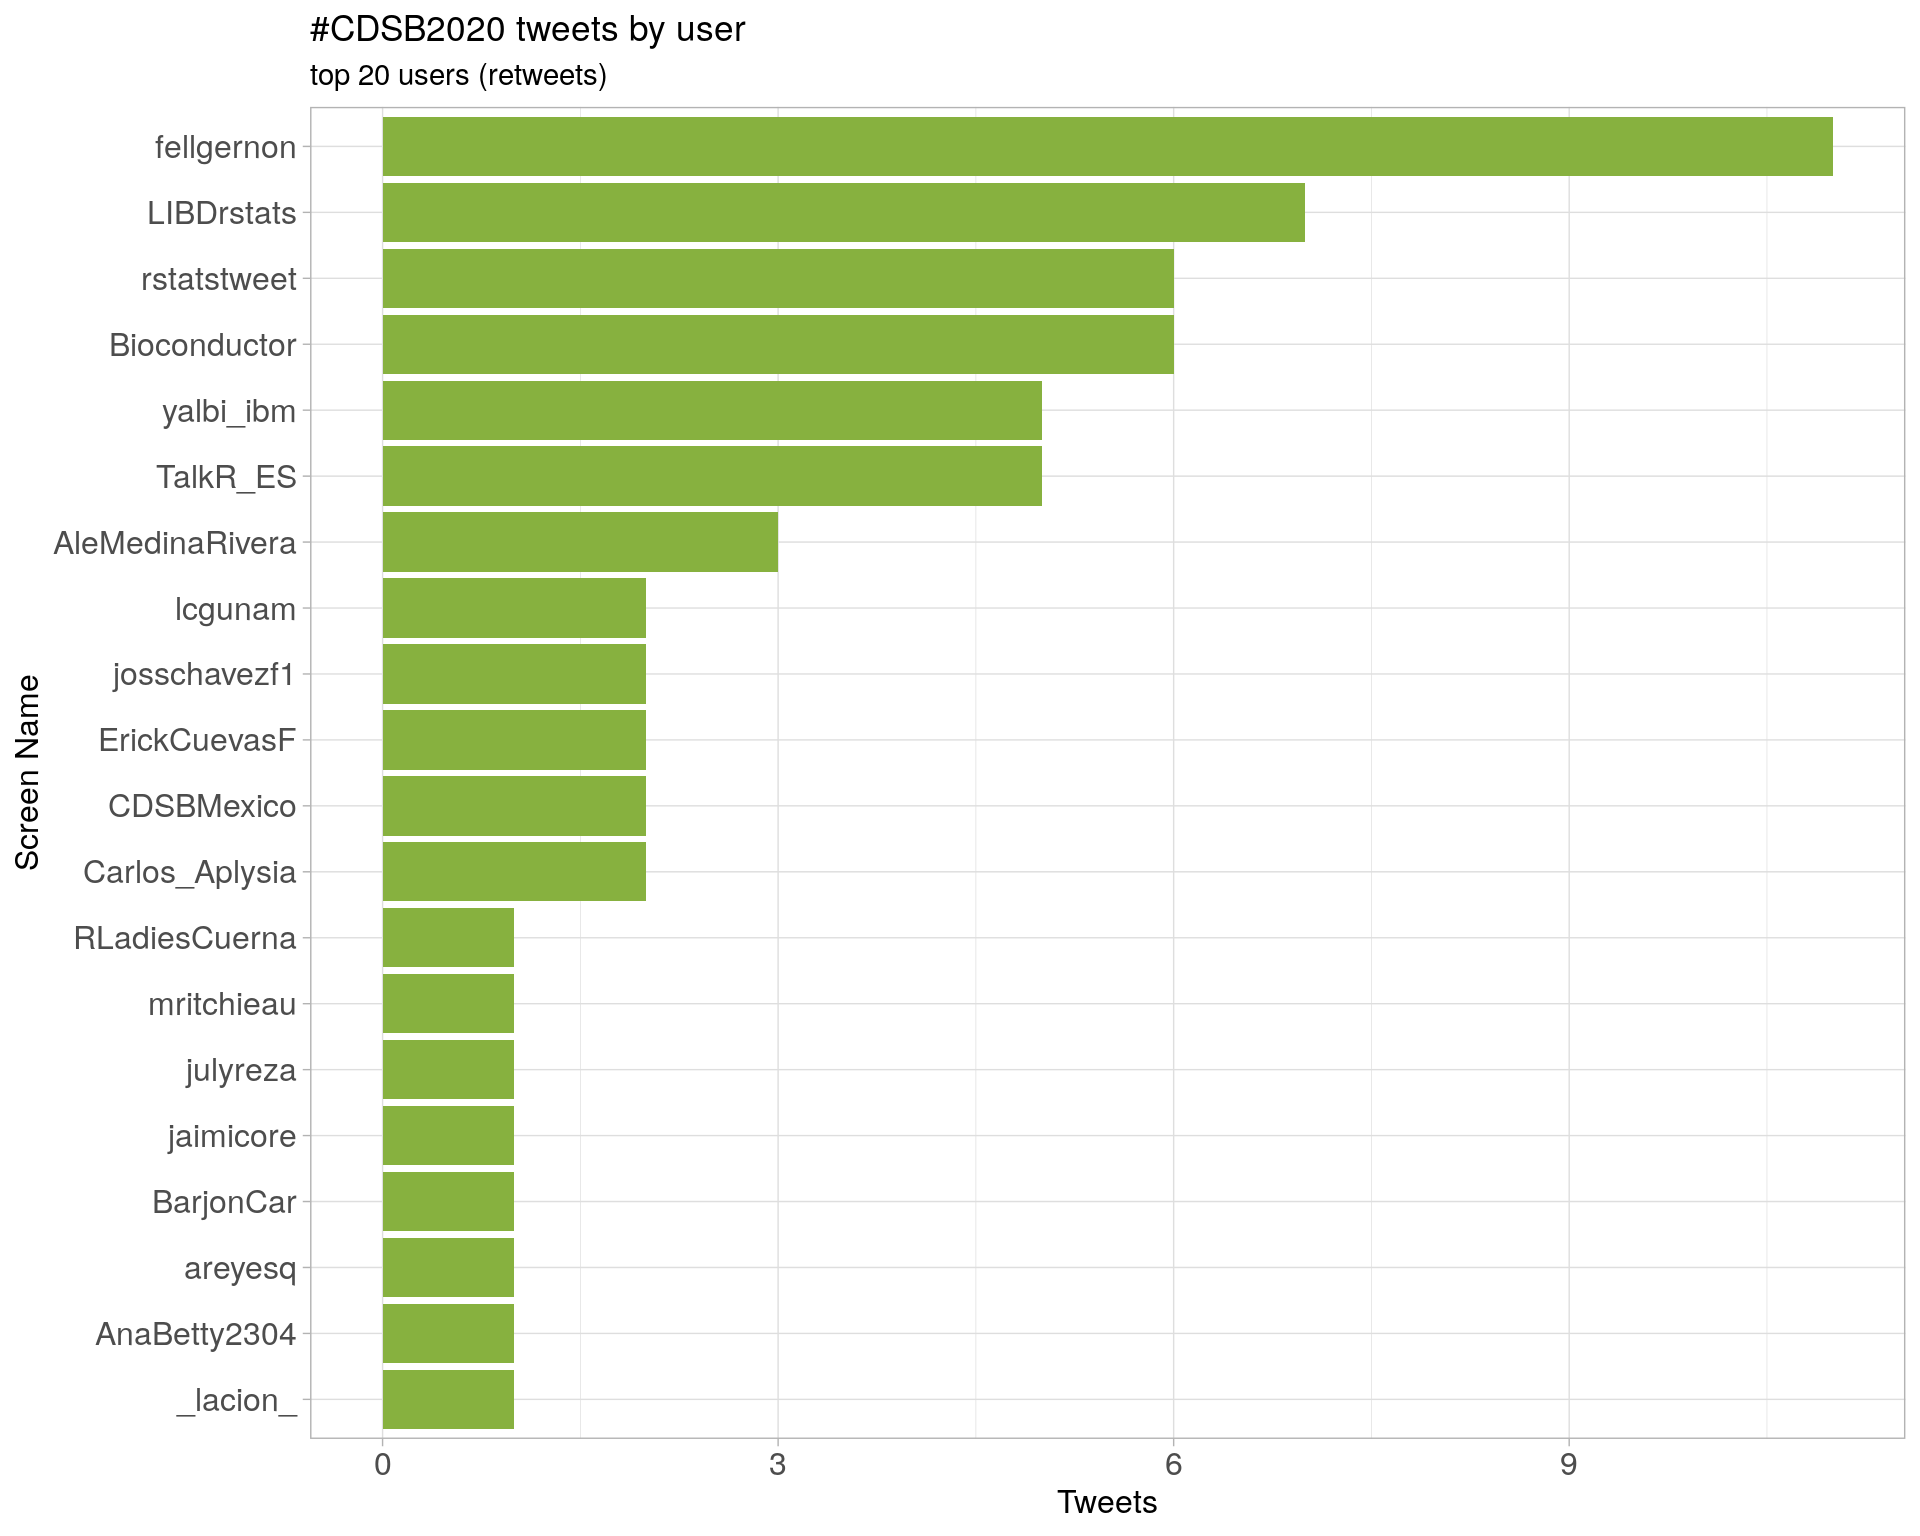 #CDSB2020 tweets by user
top 20 users (retweets)
fellgernon
LIBDrstats
rstatstweet
Bioconductor
yalbi_ibm
TalkR_ES
AleMedinaRivera
lcgunam
josschavezf1
ErickCuevasF
CDSBMexico
Carlos_Aplysia
RLadiesCuerna
mritchieau
julyreza
jaimicore
BarjonCar
areyesq
AnaBetty2304
_lacion_
Screen Name
0 3 6 9
Tweets